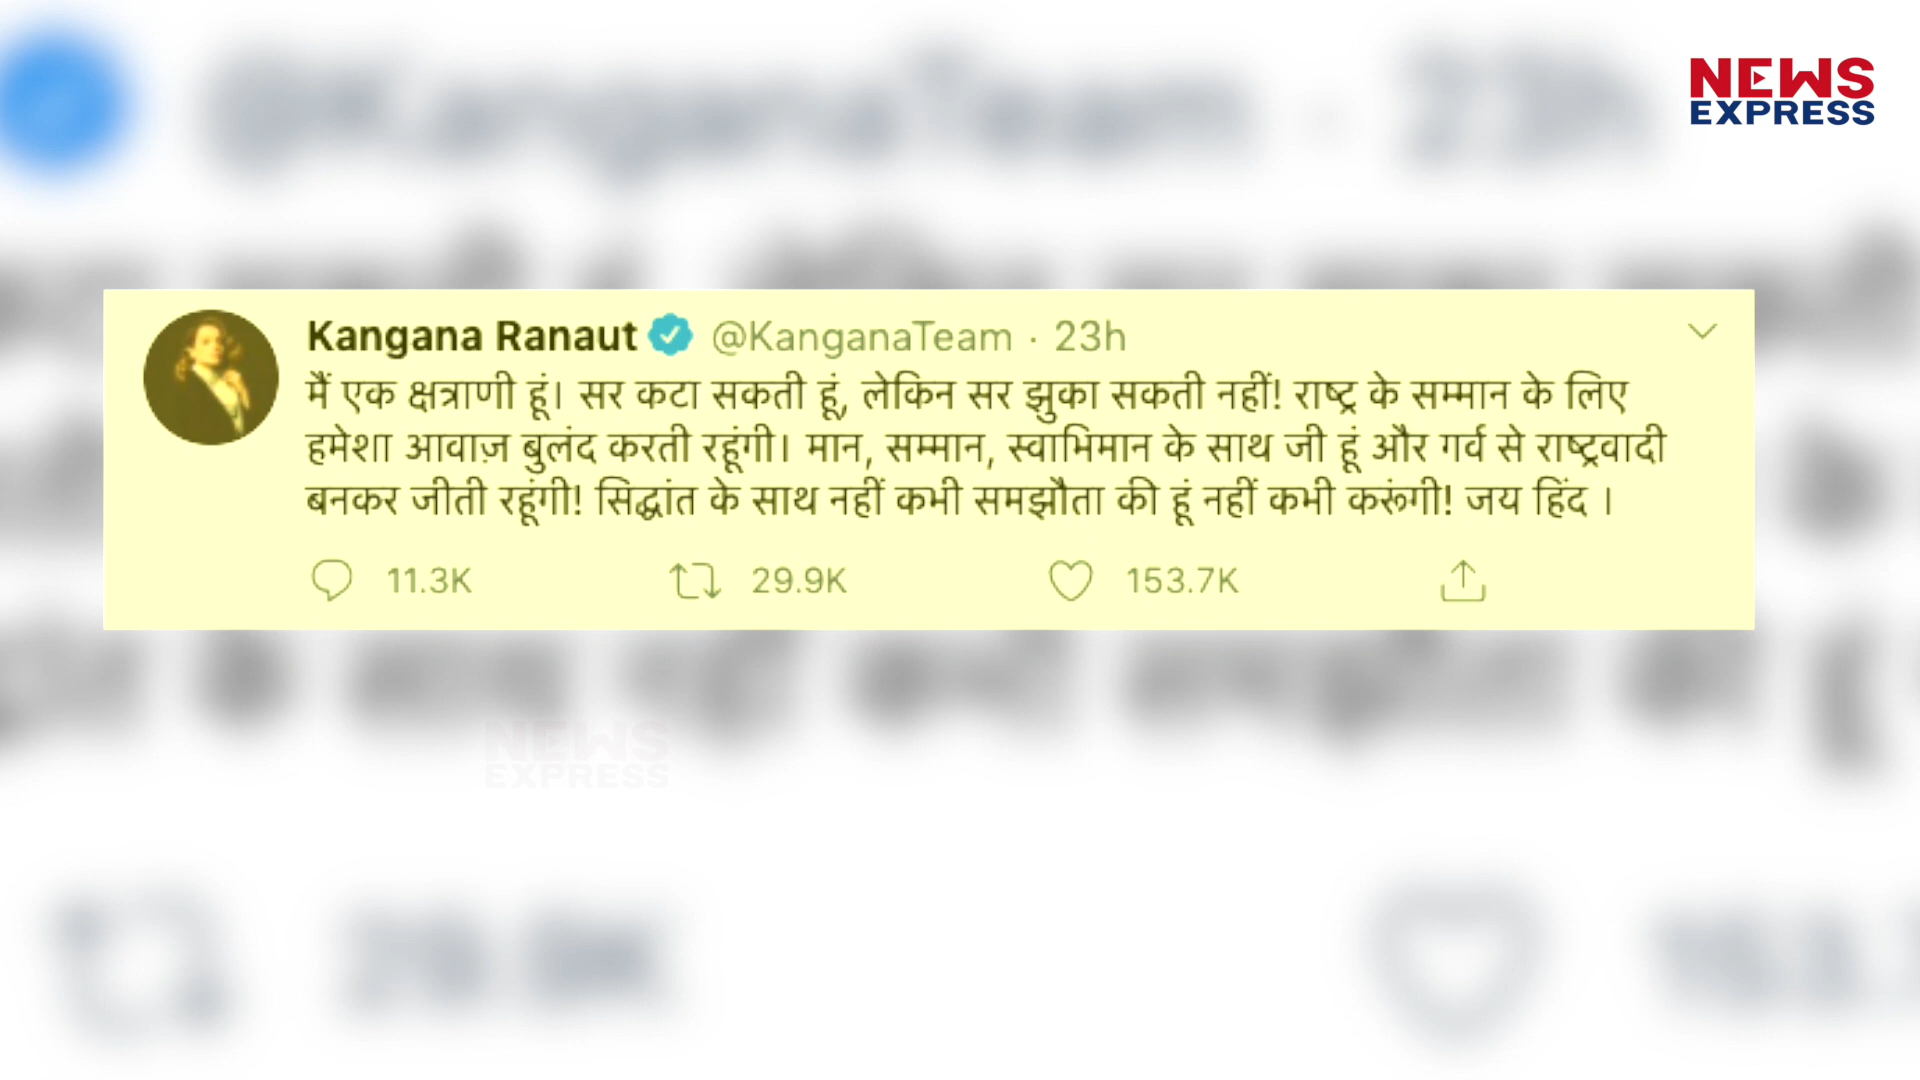 NEWS
EXPRESS
Kangana Ranaut @KanganaTeam · 23h
मैं एक क्षत्राणी हूं। सर कटा सकती हूं, लेकिन सर झुका सकती नहीं! राष्ट्र के सम्मान के लिए
हमेशा आवाज़ बुलंद करती रहूंगी। मान, सम्मान, स्वाभिमान के साथ जी हूं और गर्व से राष्ट्रवादी
बनकर जीती रहूंगी! सिद्धांत के साथ नहीं कभी समझौता की हूं नहीं कभी करूंगी! जय हिंद ।
11.3K 29.9K 153.7K
NEWS
EXPRESS